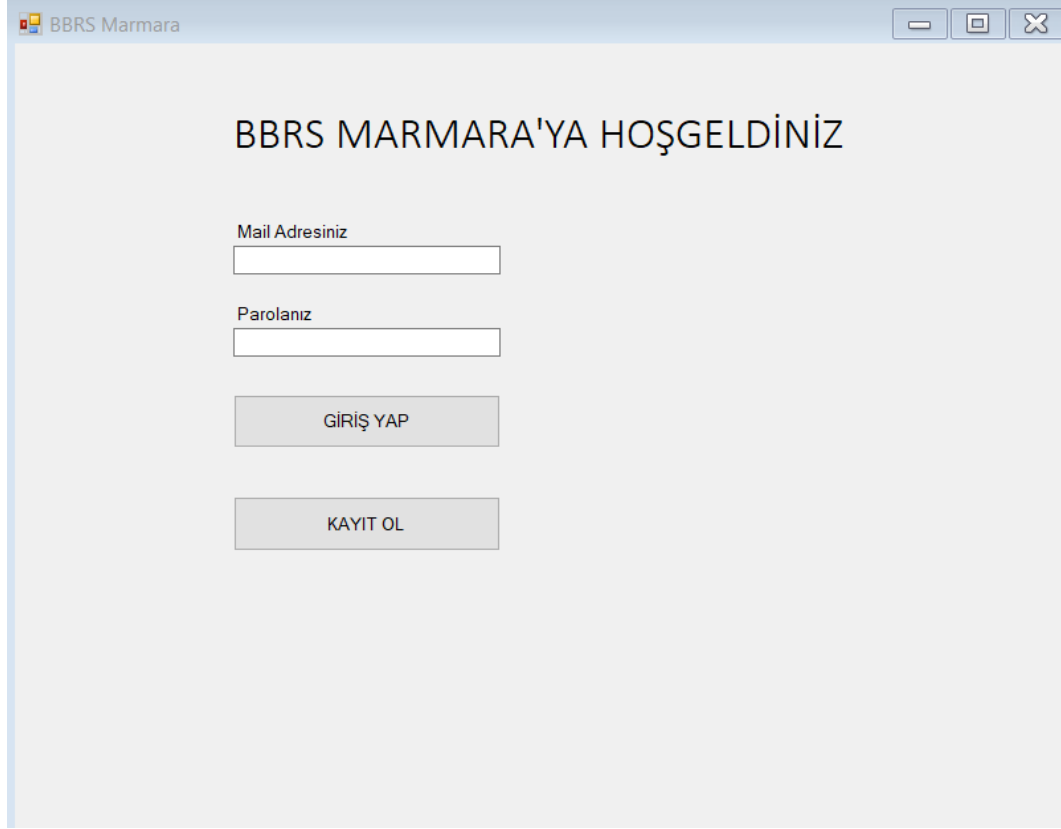 BBRS Marmara
BBRS MARMARA'YA HOŞGELDİNİZ
Mail Adresiniz
Parolanız
GİRİŞ YAP
KAYIT OL